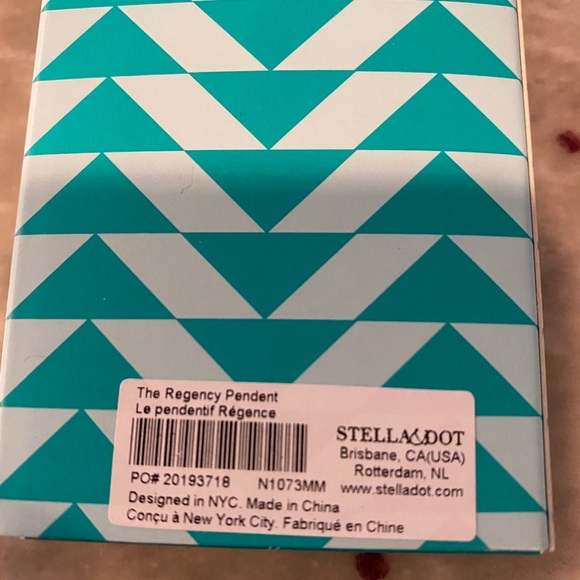 The Regency Pendent
Le pendentif Régence
STELLA&DOT
Brisbane, CA(USA)
Rotterdam, NL
www.stelladot.com
PO# 20193718 N1073MM
Designed in NYC. Made in China
Conçu à New York City. Fabriqué en Chine